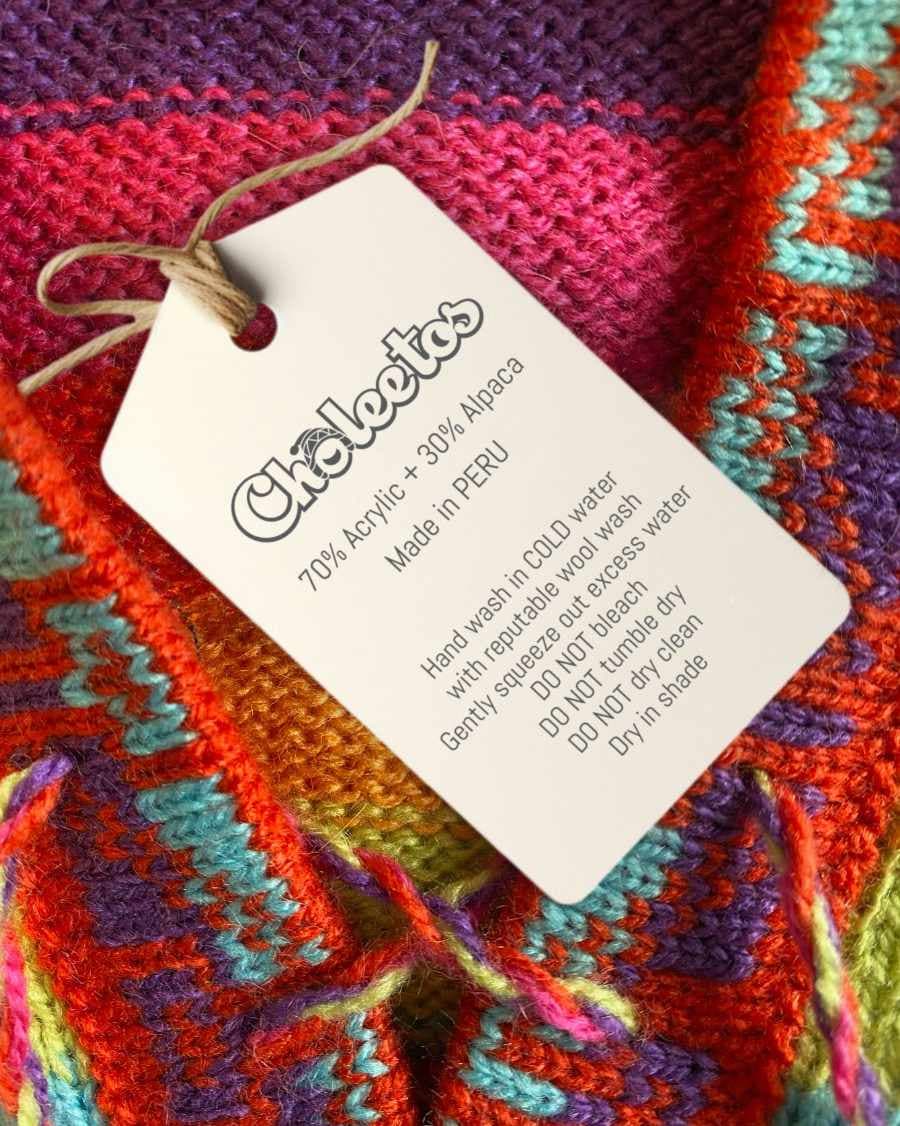 Choleetos
70% Acrylic + 30% Alpaca
Made in PERU
Hand wash in COLD water
with reputable wool wash
Gently squeeze out excess water
DO NOT bleach
DO NOT tumble dry
DO NOT dry clean
Dry in shade